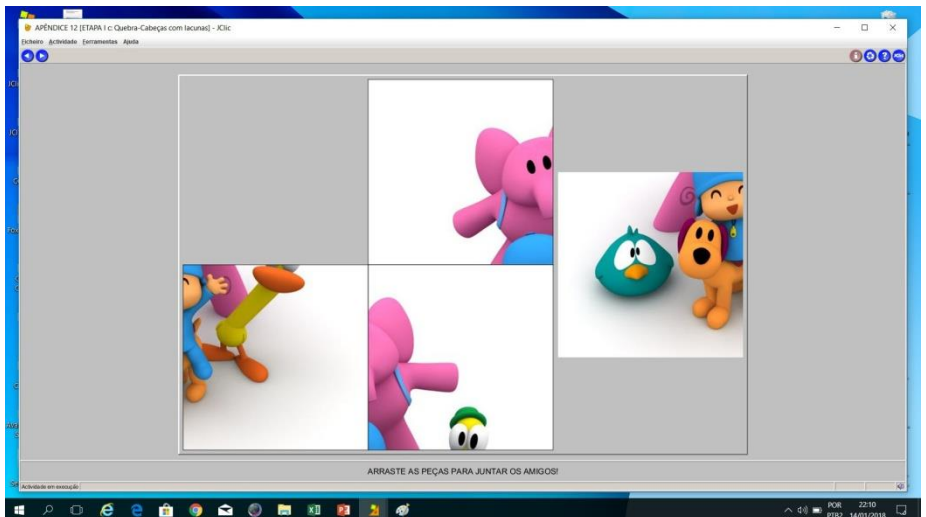 APÊNDICE 12 (ETAPA I c: Quebra-Cabeças com lacunas) - JClic
Ficheiro Actividade Ferramentas Ajuda
ARRASTE AS PEÇAS PARA JUNTAR OS AMIGOS!
Actividade em execução
POR 22:10
PTB2 14/01/2018